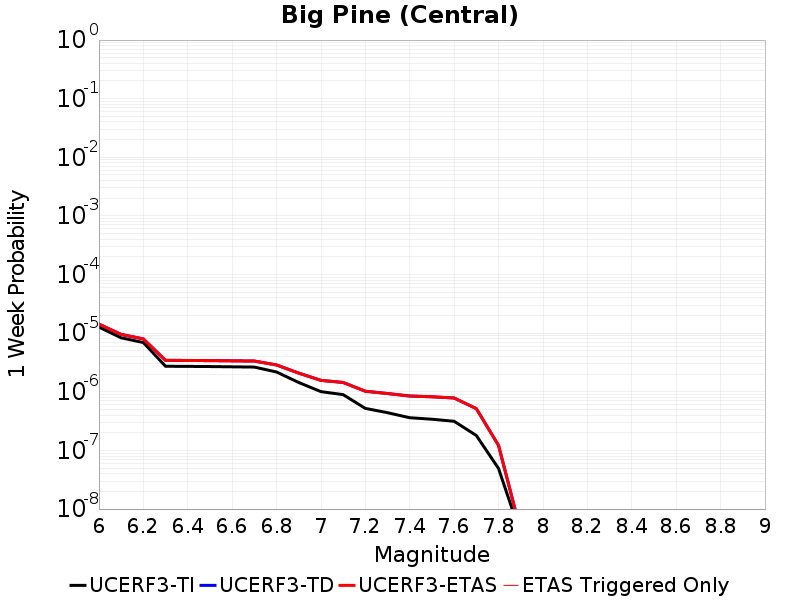 Big Pine (Central)
1 Week Probability
10^0
10^-1
10^-2
10^-3
10^-4
10^-5
10^-6
10^-7
10^-8
6 6.2 6.4 6.6 6.8 7 7.2 7.4 7.6 7.8 8 8.2 8.4 8.6 8.8 9
Magnitude
UCERF3-TI UCERF3-TD UCERF3-ETAS ETAS Triggered Only